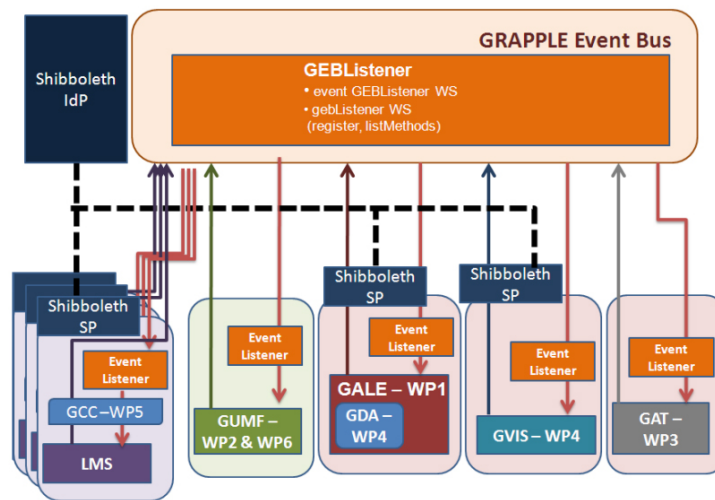 GRAPPLE Event Bus
Shibboleth
IdP
GEBListener
• event GEBListener WS
• gebListener WS
(register, listMethods)
Shibboleth
SP
Event
Listener
GCC – WP5
LMS
Event
Listener
GUMF –
WP2 & WP6
Shibboleth
SP
Event
Listener
GALE – WP1
GDA –
WP4
Shibboleth
SP
Event
Listener
GVIS – WP4
Event
Listener
GAT –
WP3